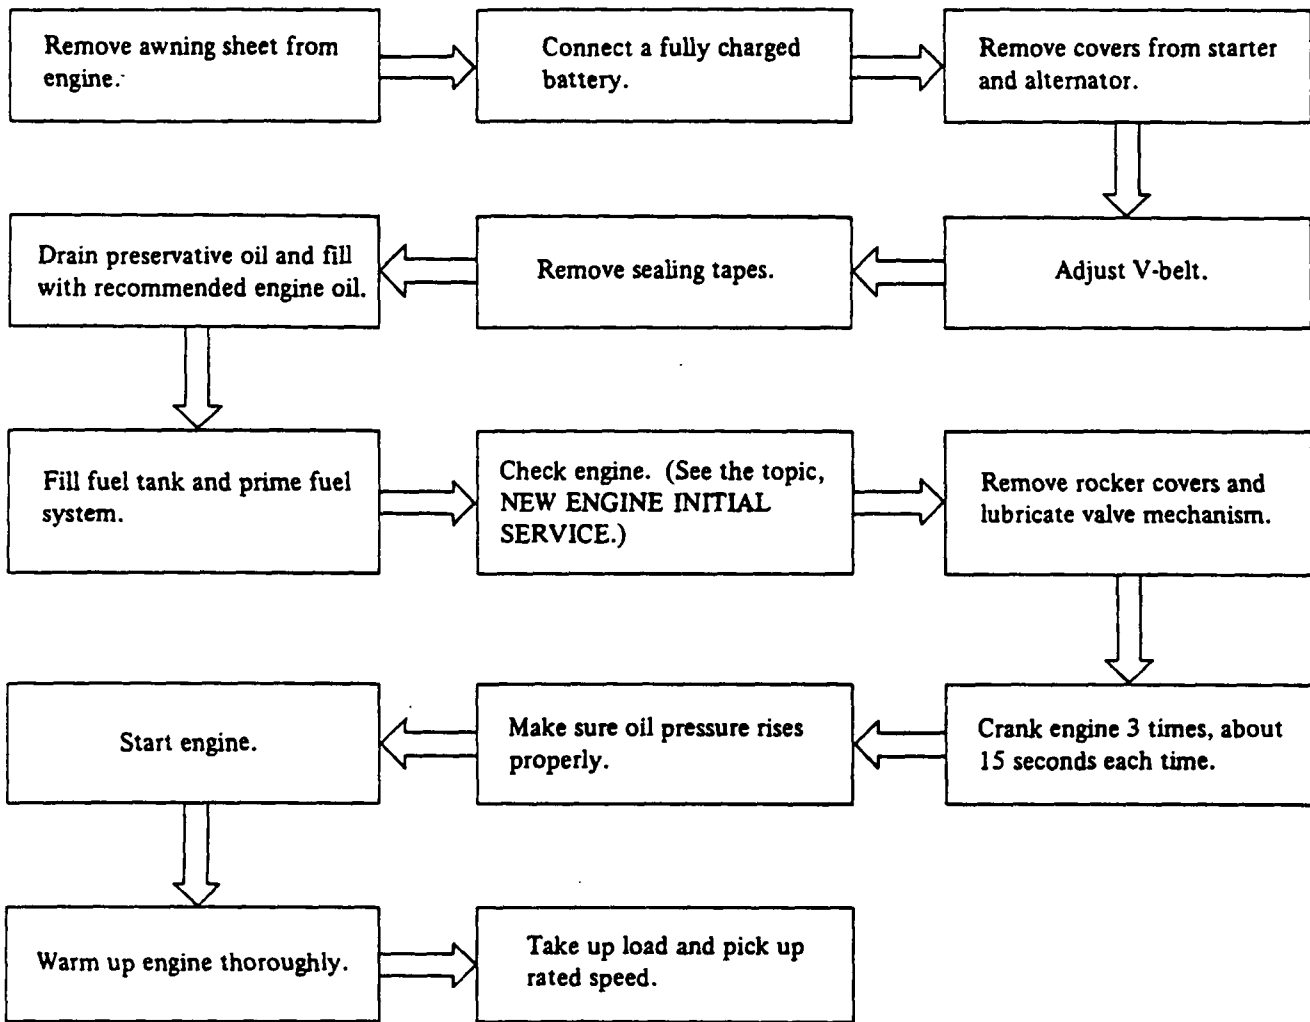 Remove awning sheet from
engine.
Connect a fully charged
battery.
Remove covers from starter
and alternator.
Adjust V-belt.
Remove sealing tapes.
Drain preservative oil and fill
with recommended engine oil.
Fill fuel tank and prime fuel
system.
Check engine. (See the topic,
NEW ENGINE INITIAL
SERVICE.)
Remove rocker covers and
lubricate valve mechanism.
Crank engine 3 times, about
15 seconds each time.
Make sure oil pressure rises
properly.
Start engine.
Warm up engine thoroughly.
Take up load and pick up
rated speed.